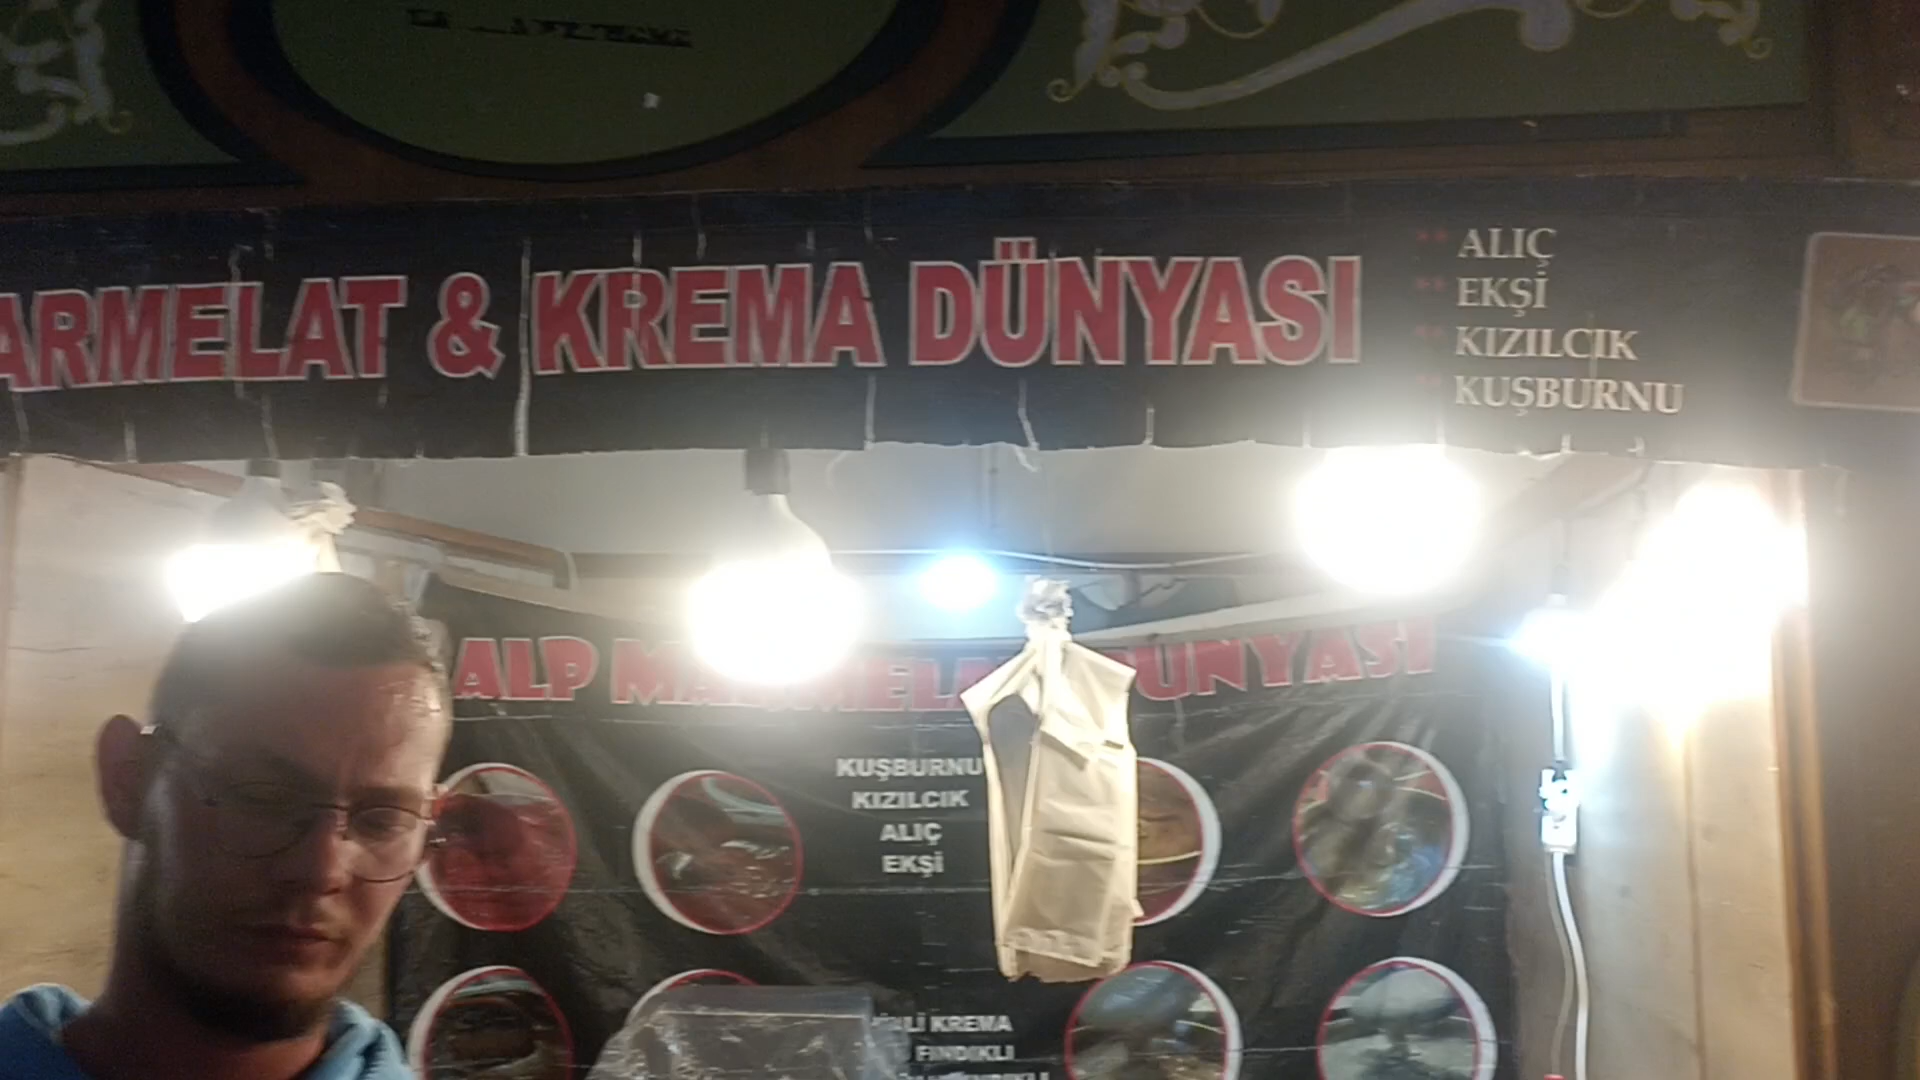 ARMELAT & KREMA DÜNYASI
ALIÇ
EKŞİ
KIZILCIK
KUŞBURNU
ALP
KUŞBURNU
KIZILCIK
ALIÇ
EKŞİ
KREMA
FINDIKLI